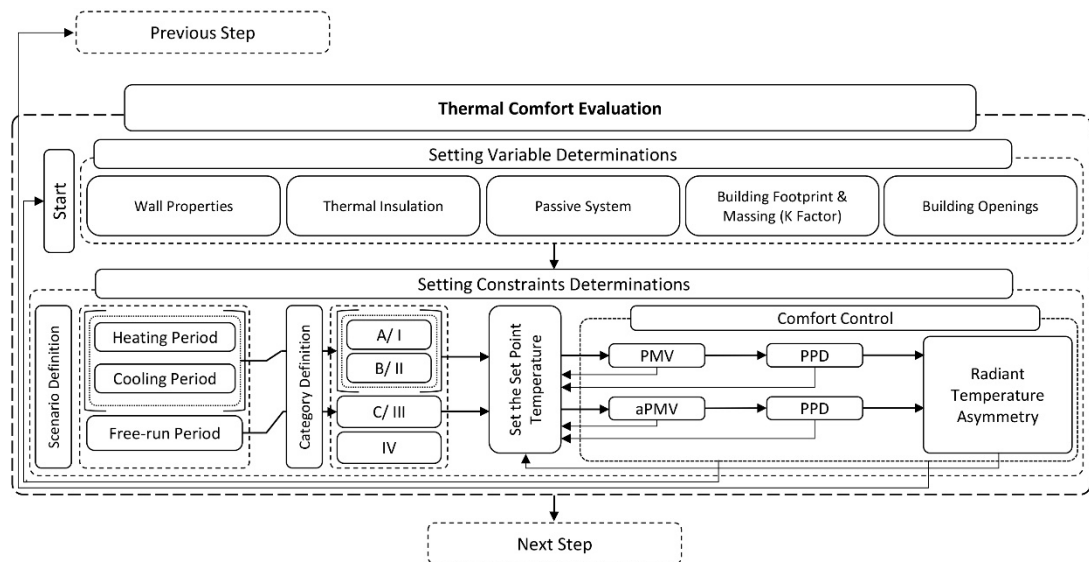 Previous Step
Thermal Comfort Evaluation
Start
Setting Variable Determinations
Wall Properties
Thermal Insulation
Passive System
Building Footprint &
Massing (K Factor)
Building Openings
Setting Constraints Determinations
Scenario Definition
Heating Period
Cooling Period
Free-run Period
Category Definition
A/ I
B/ II
C/ III
IV
Set the Set Point
Temperature
Comfort Control
PMV
PPD
aPMV
PPD
Radiant
Temperature
Asymmetry
Next Step